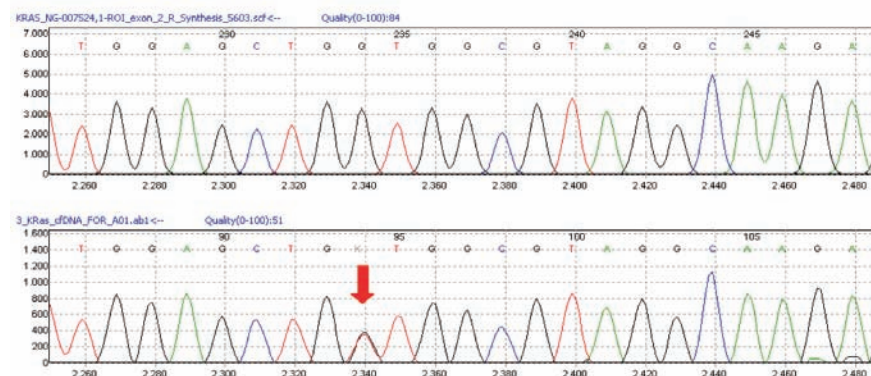 KRAS_NG-007524,1-ROI_exon_2_R_Synthesis_5603.scf<-- Quality(0-100):84
7.000 230 235 240 245
T G G A G C T G G T G G C G T A G G C A A G A
6.000
5.000
4.000
3.000
2.000
1.000
0
2.260 2.280 2.300 2.320 2.340 2.360 2.380 2.400 2.420 2.440 2.460 2.480
3_KRas_cfDNA_FOR_A01.ab1<-- Quality(0-100):51
1.600 90 95 100 105
T G G A G C T G K T G G C G T A G G C A A G A
1.400
1.200
1.000
800
600
400
200
0
2.260 2.280 2.300 2.320 2.340 2.360 2.380 2.400 2.420 2.440 2.460 2.480